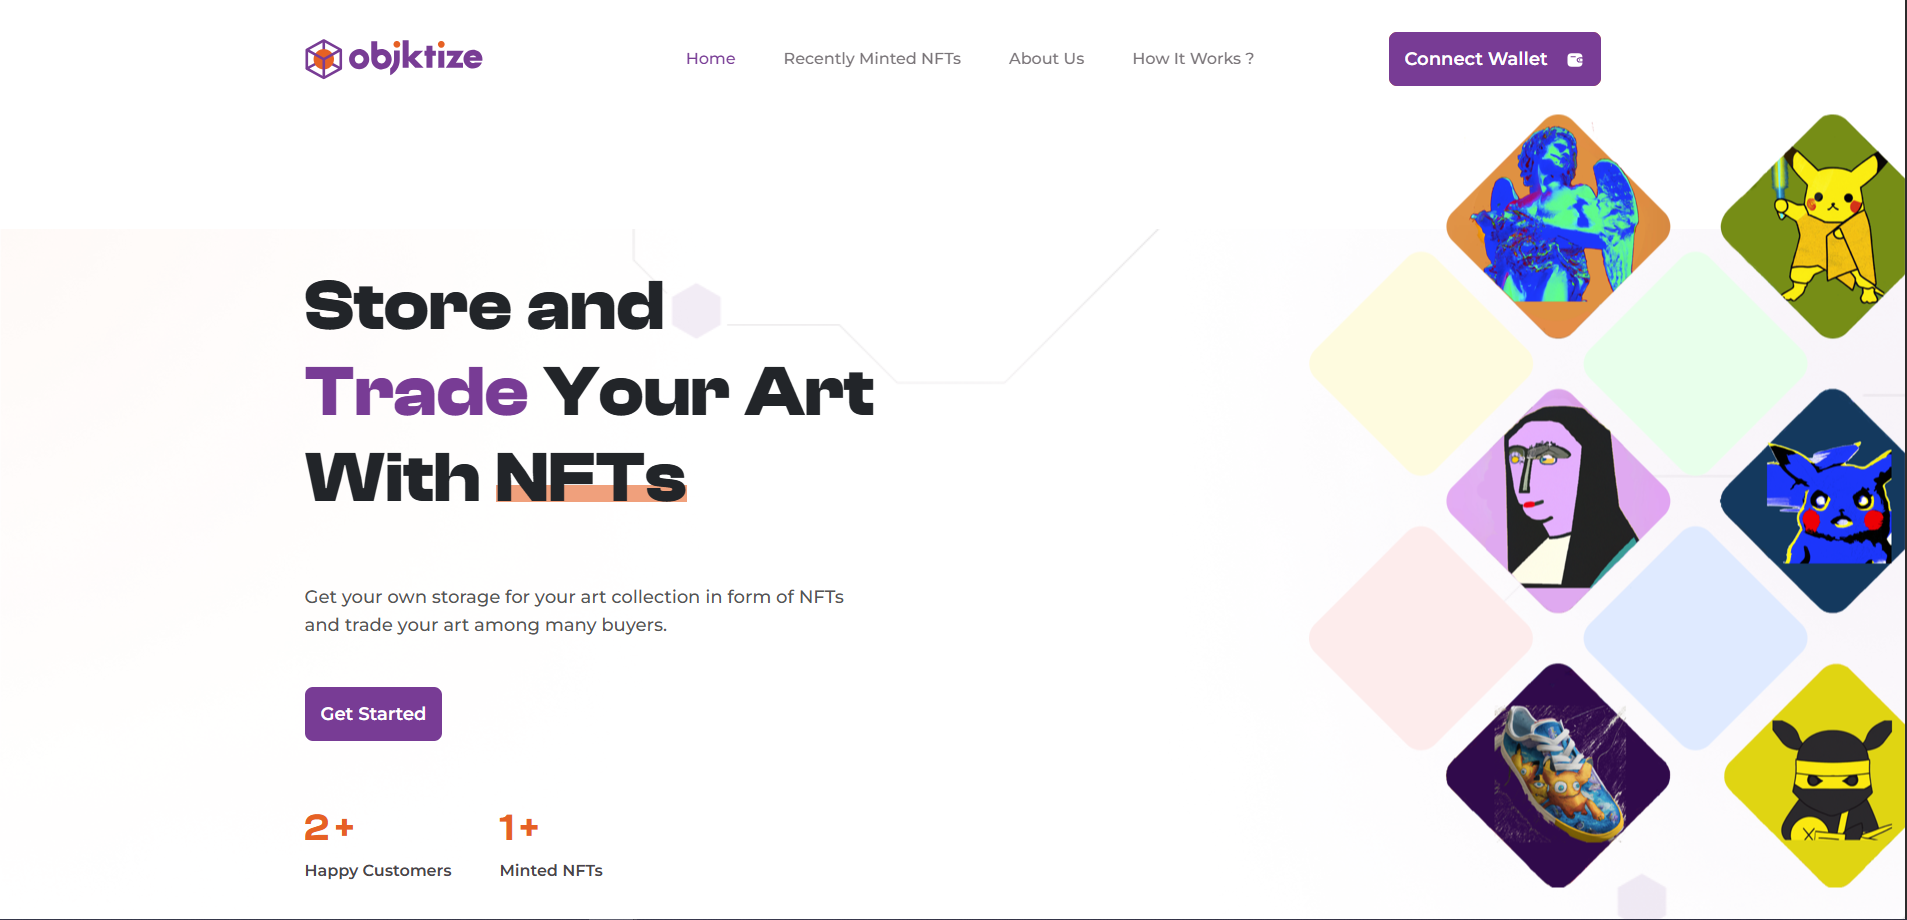 objktize
Home
Recently Minted NFTs
About Us
How It Works ?
Connect Wallet
Store and
Trade Your Art
With NFTs
Get your own storage for your art collection in form of NFTs
and trade your art among many buyers.
Get Started
2+
Happy Customers
1+
Minted NFTs